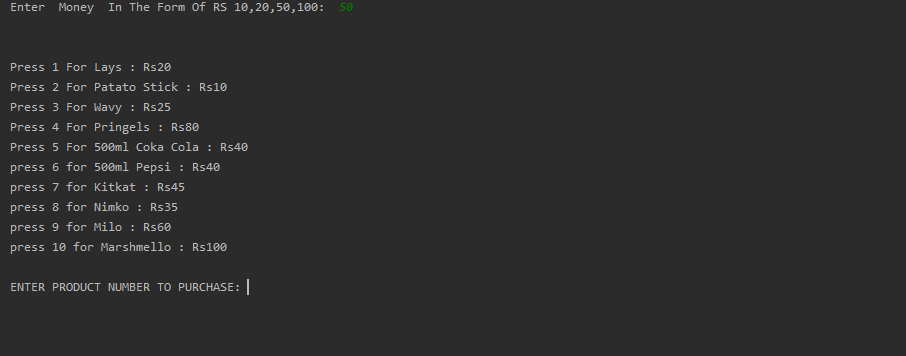 Enter  Money  In The Form Of RS 10,20,50,100:  50
Press 1 For Lays : Rs20
Press 2 For Patato Stick : Rs10
Press 3 For Wavy : Rs25
Press 4 For Pringels : Rs80
Press 5 For 500ml Coka Cola : Rs40
press 6 for 500ml Pepsi : Rs40
press 7 for Kitkat : Rs45
press 8 for Nimko : Rs35
press 9 for Milo : Rs60
press 10 for Marshmello : Rs100
ENTER PRODUCT NUMBER TO PURCHASE: